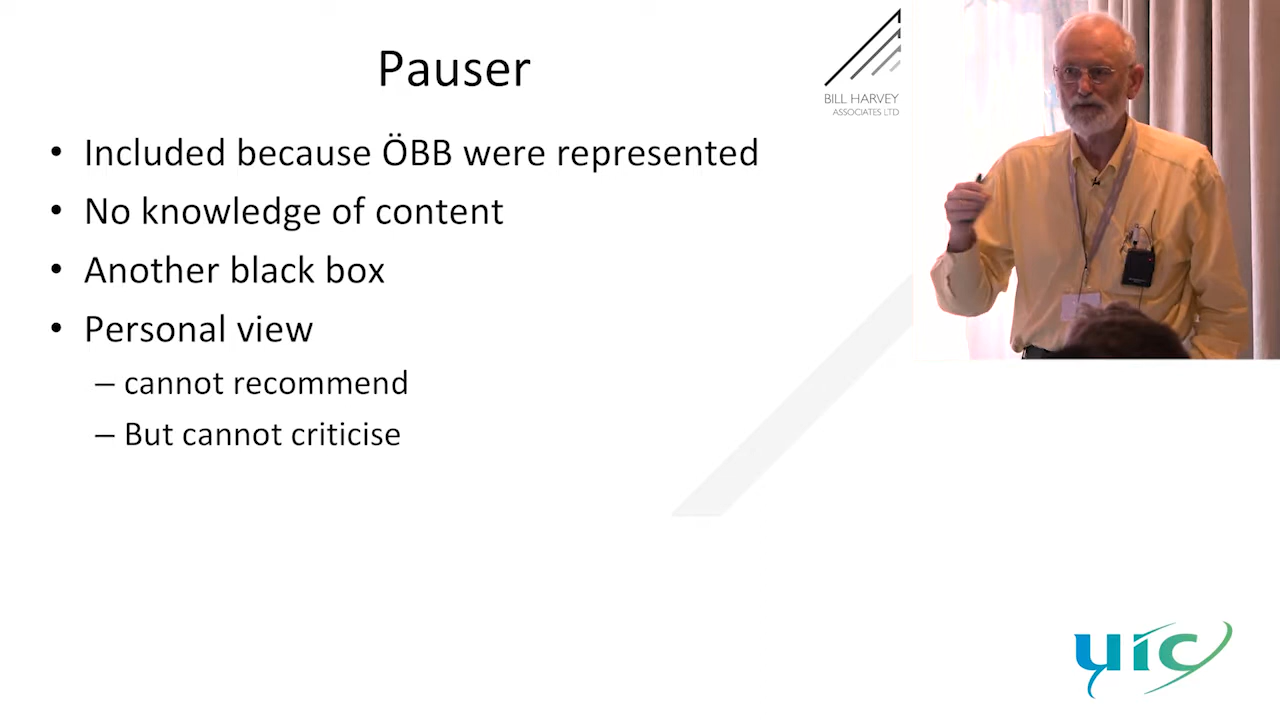 Pauser
BILL HARVEY
ASSOCIATES LTD
• Included because ÖBB were represented
• No knowledge of content
• Another black box
• Personal view
– cannot recommend
– But cannot criticise
uic